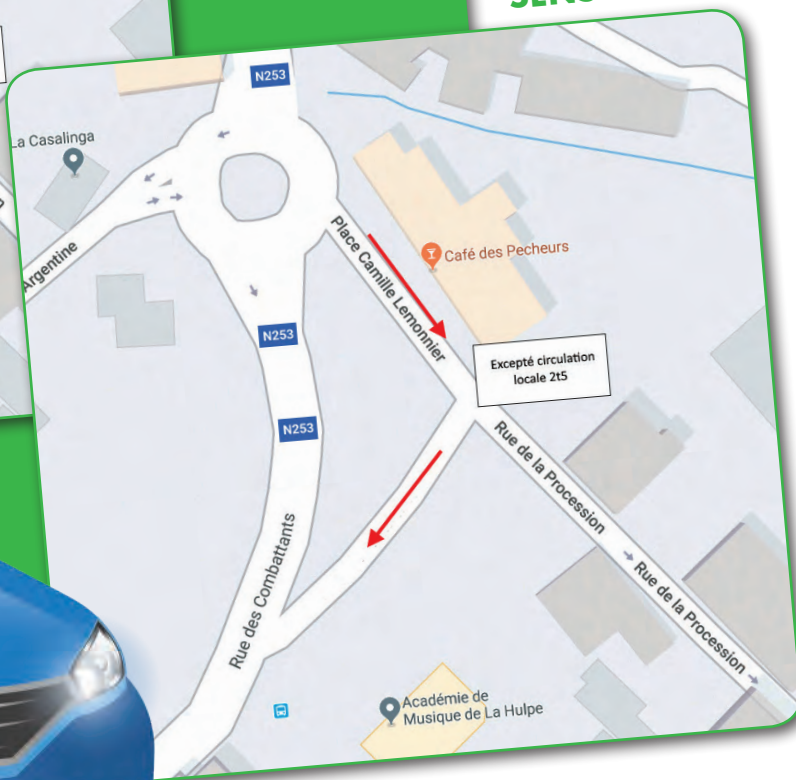 N253
La Casalinga
Argentine
Place Camille Lemonnier
Café des Pecheurs
N253
Excepté circulation
locale 2t5
N253
Rue de la Procession
Rue des Combattants
Rue de la Procession
Académie de
Musique de La Hulpe